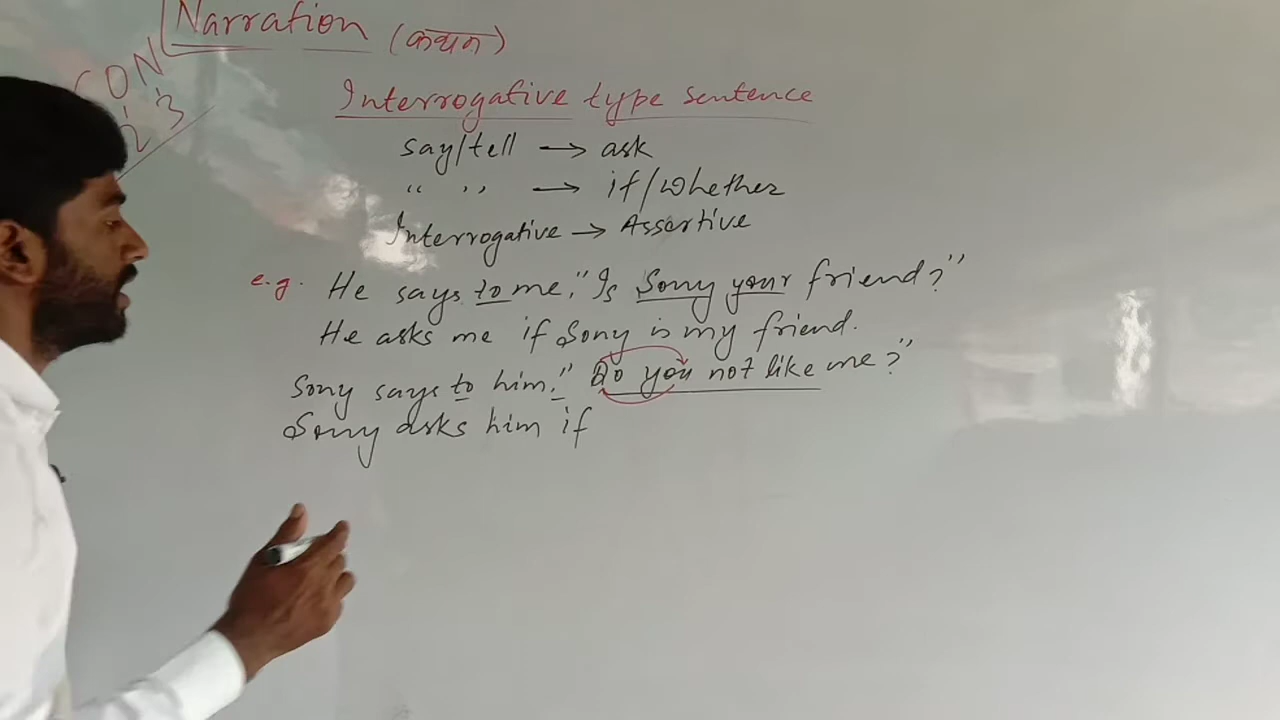 Narration (कथन)
CON
1 2 3
Interrogative type sentence
say/tell → ask
“ ,, → if/whether
Interrogative → Assertive
e.g. He says to me, "Is Sony your friend?"
He asks me if Sony is my friend.
Sony says to him, "Do you not like me?"
Sony asks him if